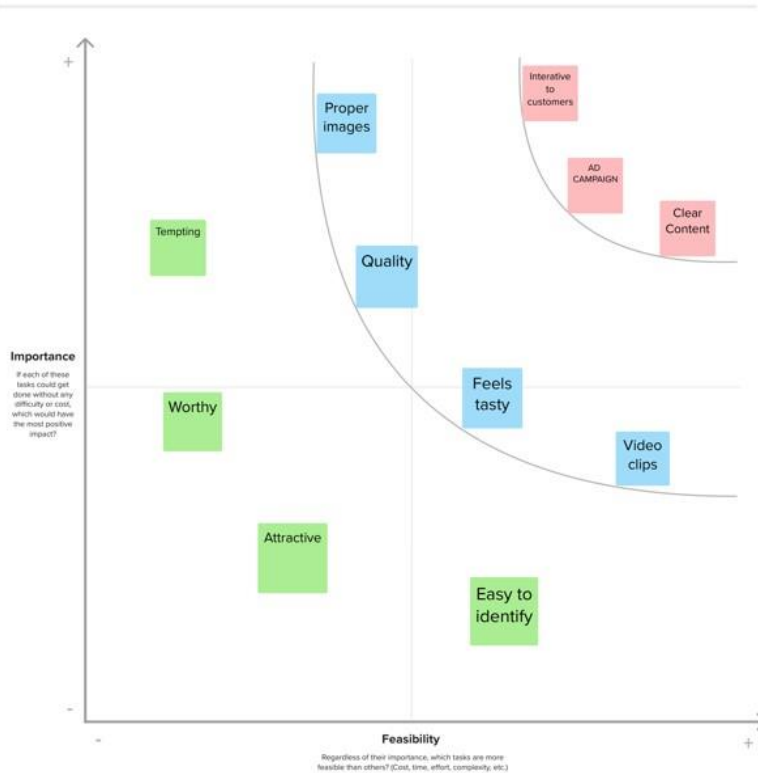 +
Interative
to
customers
Proper
images
AD
CAMPAIGN
Clear
Content
Tempting
Quality
Importance
If each of these
tasks could get
done without any
difficulty or cost,
which would have
the most positive
impact?
Feels
tasty
Worthy
Video
clips
Attractive
Easy to
identify
-
-
Feasibility
+
Regardless of their importance, which tasks are more
feasible than others? (Cost, time, effort, complexity, etc.)